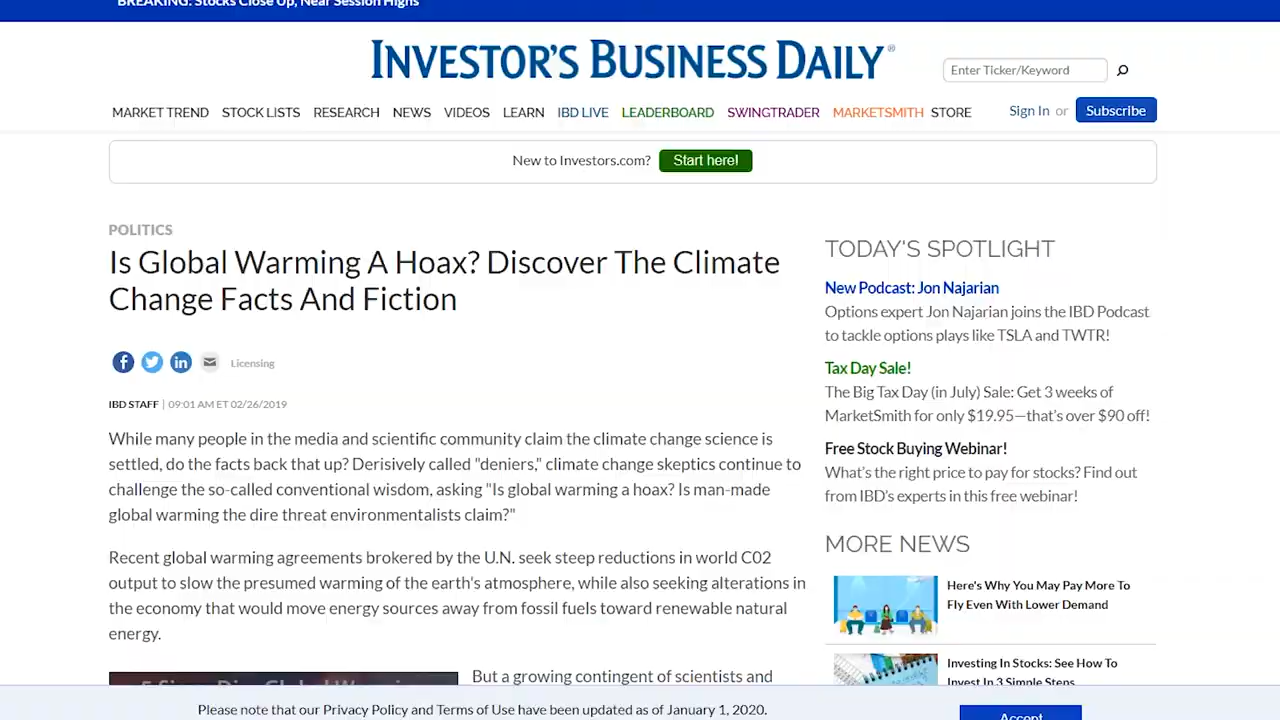 BREAKING: Stocks Close Up, Near Session Highs
INVESTOR'S BUSINESS DAILY®
Enter Ticker/Keyword
MARKET TREND STOCK LISTS RESEARCH NEWS VIDEOS LEARN IBD LIVE LEADERBOARD SWINGTRADER MARKETSMITH STORE
Sign In or Subscribe
New to Investors.com? Start here!
POLITICS
Is Global Warming A Hoax? Discover The Climate
Change Facts And Fiction
Licensing
IBD STAFF | 09:01 AM ET 02/26/2019
While many people in the media and scientific community claim the climate change science is
settled, do the facts back that up? Derisively called "deniers," climate change skeptics continue to
challenge the so-called conventional wisdom, asking "Is global warming a hoax? Is man-made
global warming the dire threat environmentalists claim?"
Recent global warming agreements brokered by the U.N. seek steep reductions in world C02
output to slow the presumed warming of the earth's atmosphere, while also seeking alterations in
the economy that would move energy sources away from fossil fuels toward renewable natural
energy.
But a growing contingent of scientists and
TODAY'S SPOTLIGHT
New Podcast: Jon Najarian
Options expert Jon Najarian joins the IBD Podcast
to tackle options plays like TSLA and TWTR!
Tax Day Sale!
The Big Tax Day (in July) Sale: Get 3 weeks of
MarketSmith for only $19.95—that's over $90 off!
Free Stock Buying Webinar!
What's the right price to pay for stocks? Find out
from IBD's experts in this free webinar!
MORE NEWS
Here's Why You May Pay More To
Fly Even With Lower Demand
Investing In Stocks: See How To
Invest In 3 Simple Steps
Please note that our Privacy Policy and Terms of Use have been updated as of January 1, 2020.
Accept